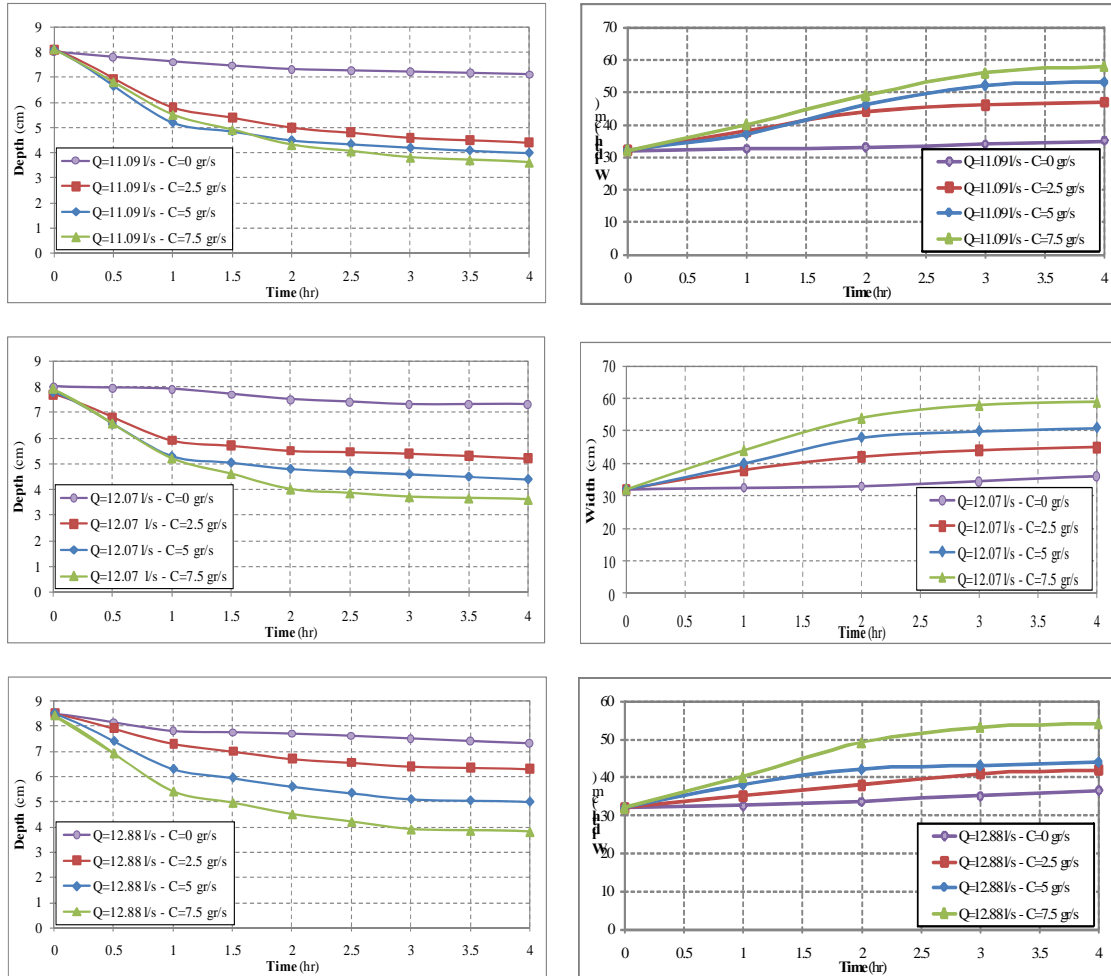 9
8
7
6
5
4
3
2
1
0
Depth (cm)
Q=11.09 l/s - C=0 gr/s
Q=11.09 l/s - C=2.5 gr/s
Q=11.09 l/s - C=5 gr/s
Q=11.09 l/s - C=7.5 gr/s
0 0.5 1 1.5 2 2.5 3 3.5 4
Time (hr)
70
60
50
40
30
20
10
0
Width (cm)
Q=11.09 l/s - C=0 gr/s
Q=11.09 l/s - C=2.5 gr/s
Q=11.09 l/s - C=5 gr/s
Q=11.09 l/s - C=7.5 gr/s
0 0.5 1 1.5 2 2.5 3 3.5 4
Time (hr)
9
8
7
6
5
4
3
2
1
0
Depth (cm)
Q=12.07 l/s - C=0 gr/s
Q=12.07 l/s - C=2.5 gr/s
Q=12.07 l/s - C=5 gr/s
Q=12.07 l/s - C=7.5 gr/s
0 0.5 1 1.5 2 2.5 3 3.5 4
Time (hr)
70
60
50
40
30
20
10
0
Width (cm)
Q=12.07 l/s - C=0 gr/s
Q=12.07 l/s - C=2.5 gr/s
Q=12.07 l/s - C=5 gr/s
Q=12.07 l/s - C=7.5 gr/s
0 0.5 1 1.5 2 2.5 3 3.5 4
Time (hr)
9
8
7
6
5
4
3
2
1
0
Depth (cm)
Q=12.88 l/s - C=0 gr/s
Q=12.88 l/s - C=2.5 gr/s
Q=12.88 l/s - C=5 gr/s
Q=12.88 l/s - C=7.5 gr/s
0 0.5 1 1.5 2 2.5 3 3.5 4
Time (hr)
60
50
40
30
20
10
0
Width (cm)
Q=12.88 l/s - C=0 gr/s
Q=12.88 l/s - C=2.5 gr/s
Q=12.88 l/s - C=5 gr/s
Q=12.88 l/s - C=7.5 gr/s
0 0.5 1 1.5 2 2.5 3 3.5 4
Time (hr)